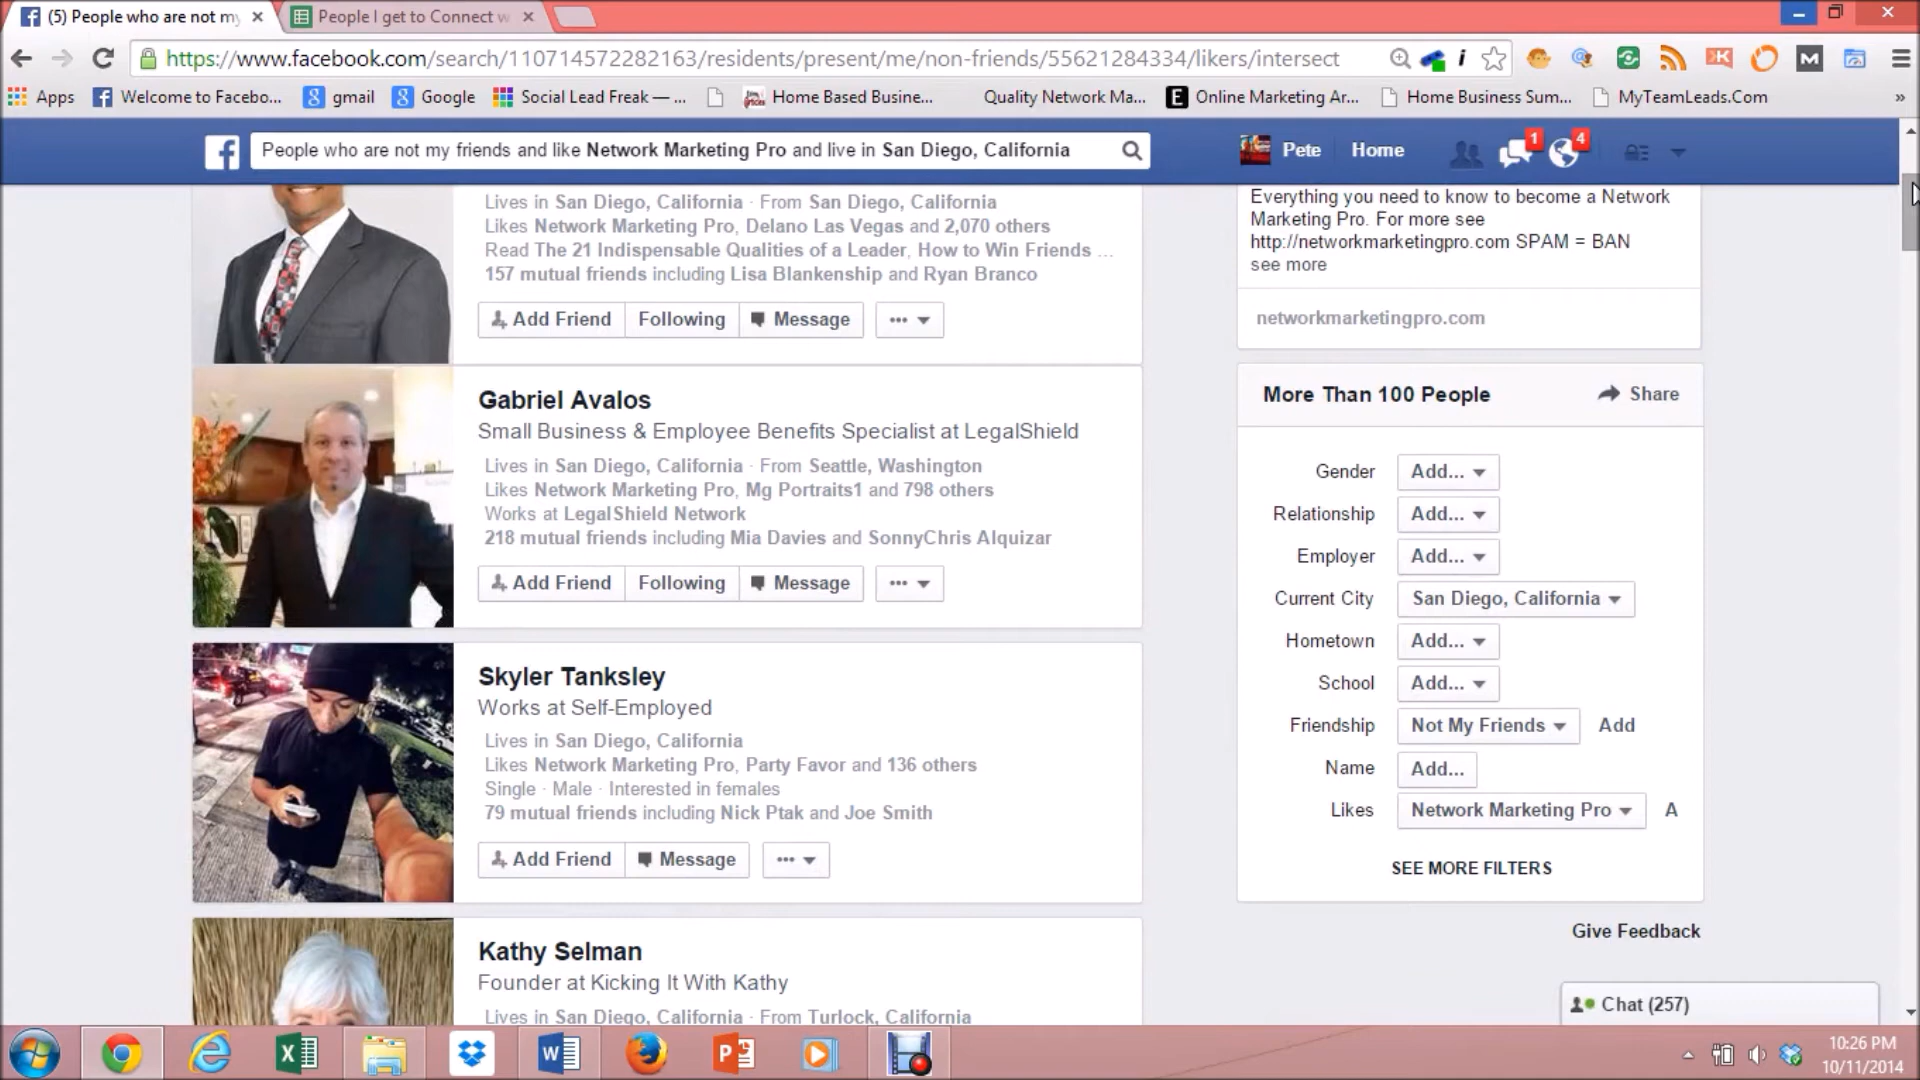 (5) People who are not my
People I get to Connect w
https://www.facebook.com/search/110714572282163/residents/present/me/non-friends/55621284334/likers/intersect
Apps
Welcome to Facebo...
gmail
Google
Social Lead Freak — ...
Home Based Busine...
Quality Network Ma...
Online Marketing Ar...
Home Business Sum...
MyTeamLeads.Com
»
People who are not my friends and like Network Marketing Pro and live in San Diego, California
Pete
Home
1
4
Lives in San Diego, California · From San Diego, California
Likes Network Marketing Pro, Delano Las Vegas and 2,070 others
Read The 21 Indispensable Qualities of a Leader, How to Win Friends ...
157 mutual friends including Lisa Blankenship and Ryan Branco
Add Friend
Following
Message
Gabriel Avalos
Small Business & Employee Benefits Specialist at LegalShield
Lives in San Diego, California · From Seattle, Washington
Likes Network Marketing Pro, Mg Portraits1 and 798 others
Works at LegalShield Network
218 mutual friends including Mia Davies and SonnyChris Alquizar
Add Friend
Following
Message
Skyler Tanksley
Works at Self-Employed
Lives in San Diego, California
Likes Network Marketing Pro, Party Favor and 136 others
Single · Male · Interested in females
79 mutual friends including Nick Ptak and Joe Smith
Add Friend
Message
Kathy Selman
Founder at Kicking It With Kathy
Lives in San Diego, California · From Turlock, California
Everything you need to know to become a Network
Marketing Pro. For more see
http://networkmarketingpro.com SPAM = BAN
see more
networkmarketingpro.com
More Than 100 People
Share
Gender Add...
Relationship Add...
Employer Add...
Current City San Diego, California
Hometown Add...
School Add...
Friendship Not My Friends Add
Name Add...
Likes Network Marketing Pro A
SEE MORE FILTERS
Give Feedback
Chat (257)
10:26 PM
10/11/2014